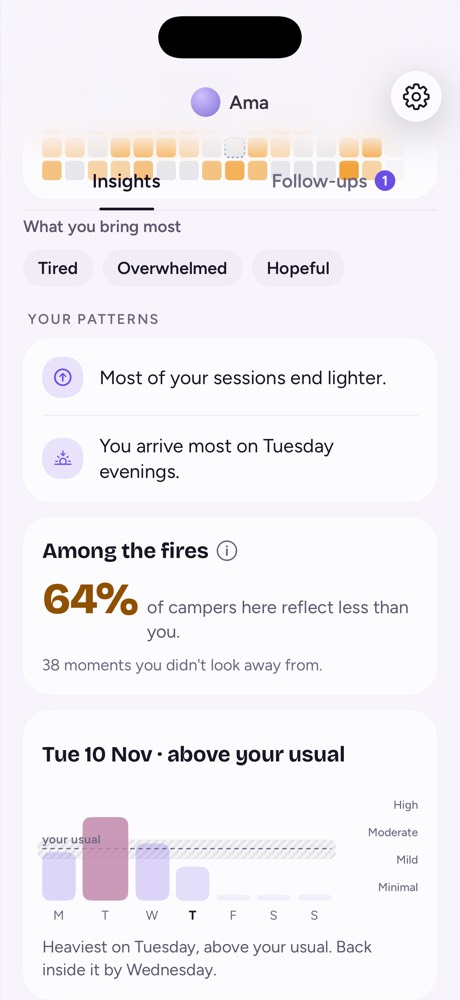 Ama
Insights
Follow-ups 1
What you bring most
Tired
Overwhelmed
Hopeful
YOUR PATTERNS
Most of your sessions end lighter.
You arrive most on Tuesday
evenings.
Among the fires
64% of campers here reflect less than
you.
38 moments you didn't look away from.
Tue 10 Nov · above your usual
High
Moderate
your usual
Mild
Minimal
M T W T F S S
Heaviest on Tuesday, above your usual. Back
inside it by Wednesday.